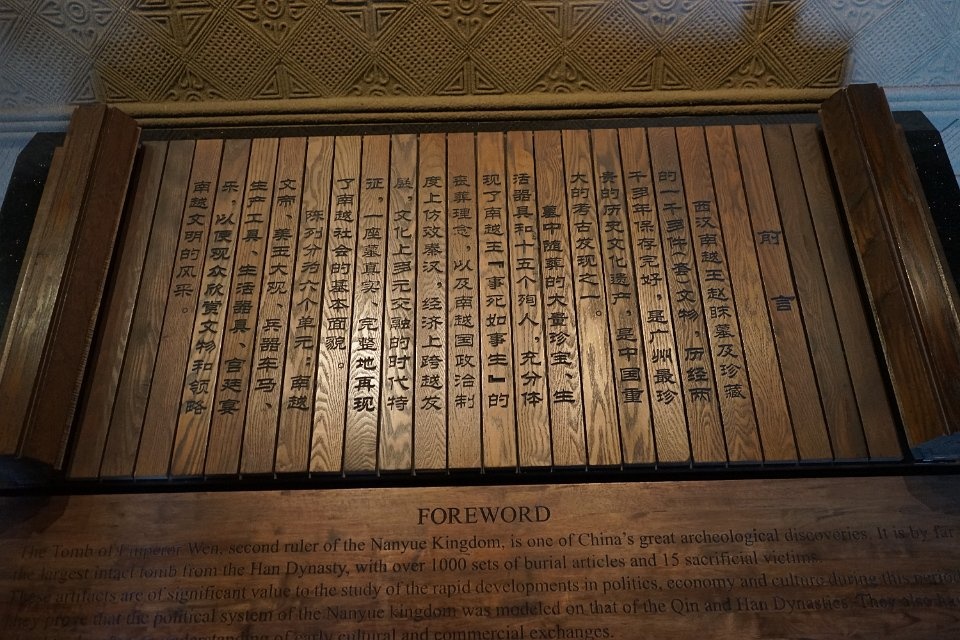 前言
西汉南越王赵眜墓及珍藏
的一千多件(套)文物,历经两
千多年保存完好,是广州最珍
贵的历史文化遗产,是中国重
大的考古发现之一。
墓中随葬的大量珍宝、生
活器具和十五个殉人,充分体
现了南越王『事死如事生』的
丧葬理念,以及南越国政治制
度上仿效秦汉,经济上跨越发
展,文化上多元交融的时代特
征,一座墓真实、完整地再现
了南越社会的基本面貌。
陈列分为六个单元:南越
文帝、美玉大观、兵器车马、
生产工具、生活器具、宫廷宴
乐,以便观众欣赏文物和领略
南越文明的风采。
FOREWORD
The Tomb of Emperor Wen, second ruler of the Nanyue Kingdom, is one of China's great archeological discoveries. It is by far
the largest intact tomb from the Han Dynasty, with over 1000 sets of burial articles and 15 sacrificial victims.
These artifacts are of significant value to the study of the rapid developments in politics, economy and culture during this period
they prove that the political system of the Nanyue kingdom was modeled on that of the Qin and Han Dynasties. They also
understanding of early cultural and commercial exchanges.